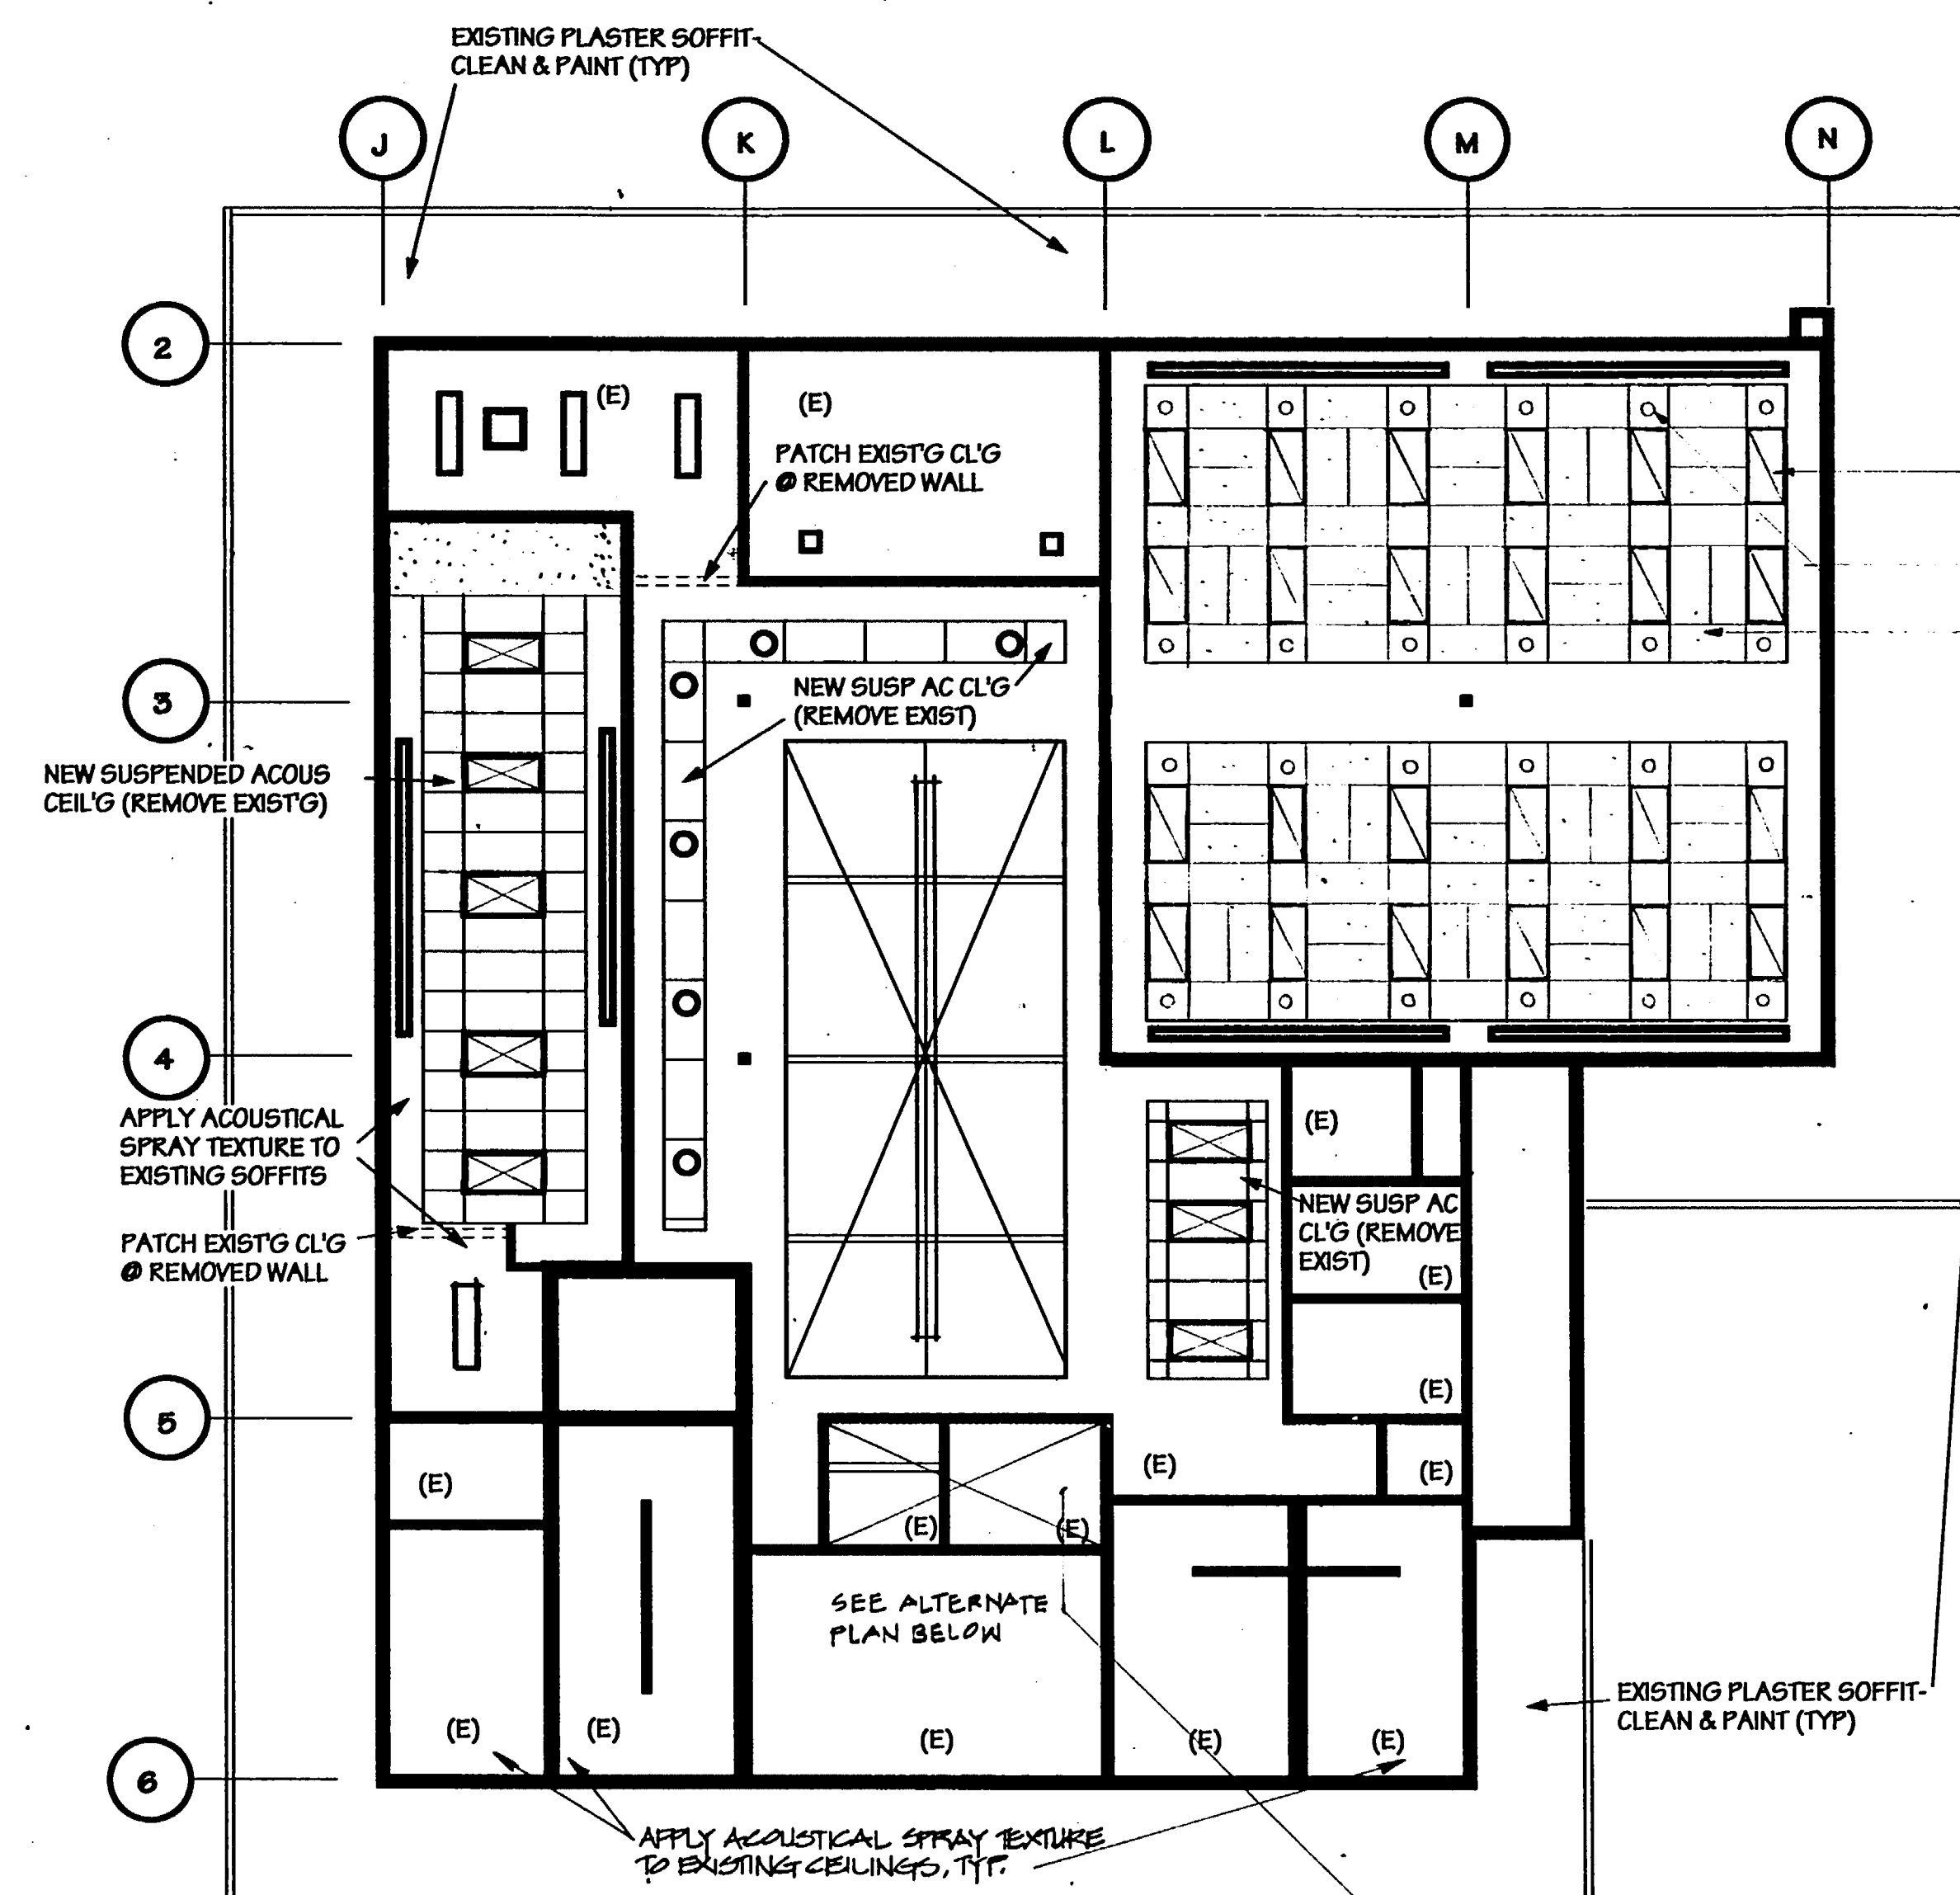 EXISTING PLASTER SOFFIT-
CLEAN & PAINT (TYP)
J
K
L
M
N
2
(E)
(E)
PATCH EXIST'G CL'G
@ REMOVED WALL
3
NEW SUSP AC CL'G
(REMOVE EXIST)
NEW SUSPENDED ACOUS
CEIL'G (REMOVE EXIST'G)
4
APPLY ACOUSTICAL
SPRAY TEXTURE TO
EXISTING SOFFITS
(E)
NEW SUSP AC
CL'G (REMOVE
EXIST)
(E)
PATCH EXIST'G CL'G
@ REMOVED WALL
(E)
5
(E)
(E)
(E)
(E)
(E)
SEE ALTERNATE
PLAN BELOW
EXISTING PLASTER SOFFIT-
CLEAN & PAINT (TYP)
(E)
(E)
(E)
(E)
(E)
6
APPLY ACOUSTICAL SPRAY TEXTURE
TO EXISTING CEILINGS, TYP.